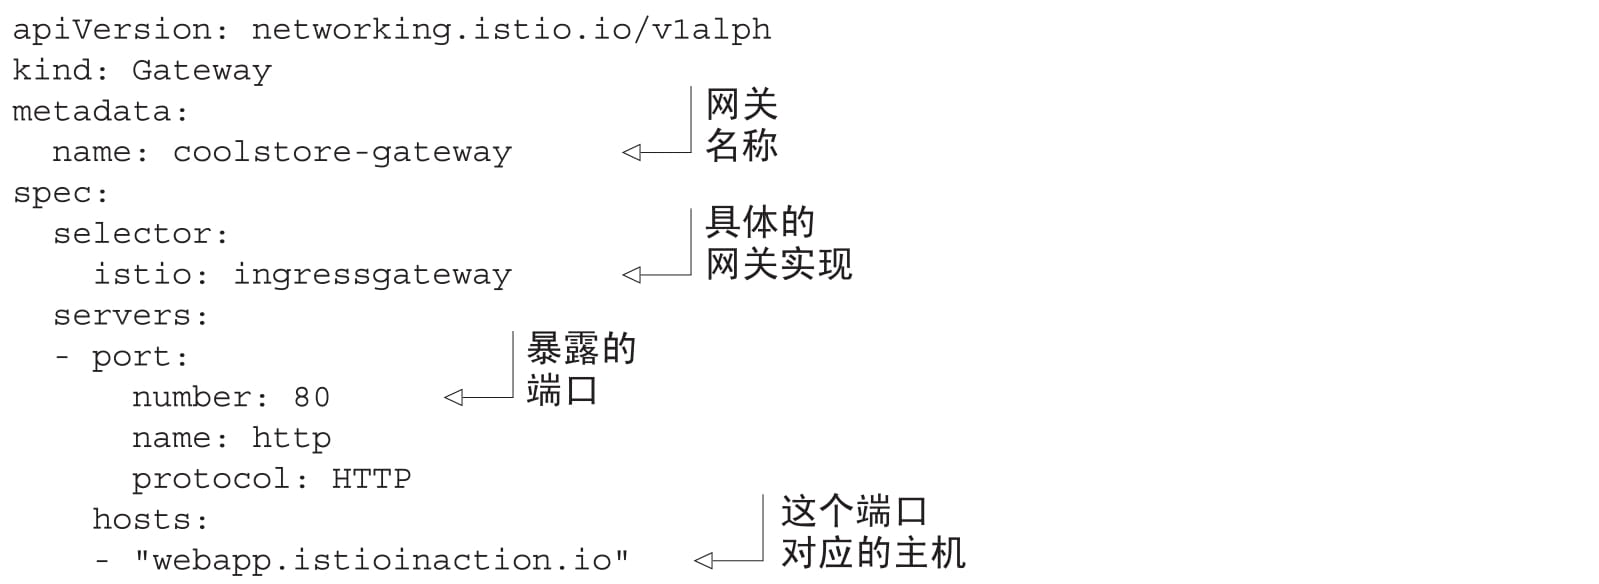 apiVersion: networking.istio.io/v1alph
kind: Gateway
metadata:
  name: coolstore-gateway
网关
名称
spec:
  selector:
    istio: ingressgateway
具体的
网关实现
  servers:
  - port:
      number: 80
暴露的
端口
      name: http
      protocol: HTTP
    hosts:
    - "webapp.istioinaction.io"
这个端口
对应的主机